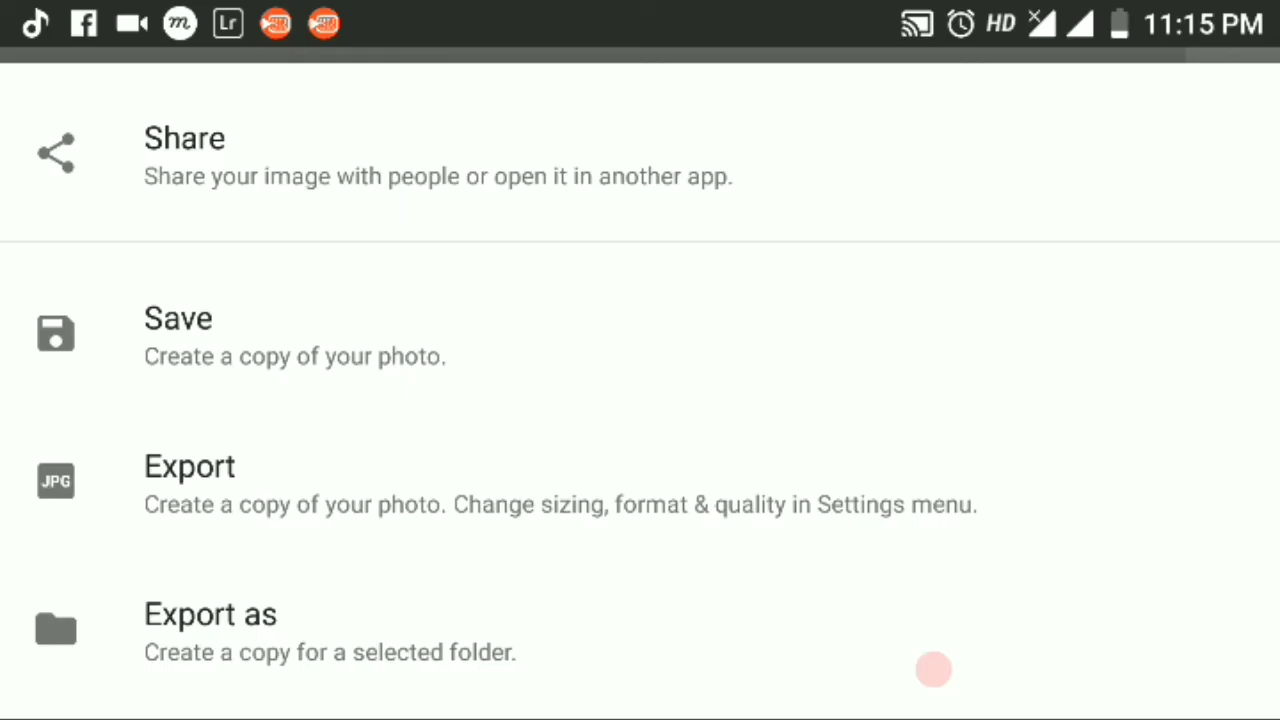 m Lr HD 11:15 PM
Share
Share your image with people or open it in another app.
Save
Create a copy of your photo.
JPG Export
Create a copy of your photo. Change sizing, format & quality in Settings menu.
Export as
Create a copy for a selected folder.